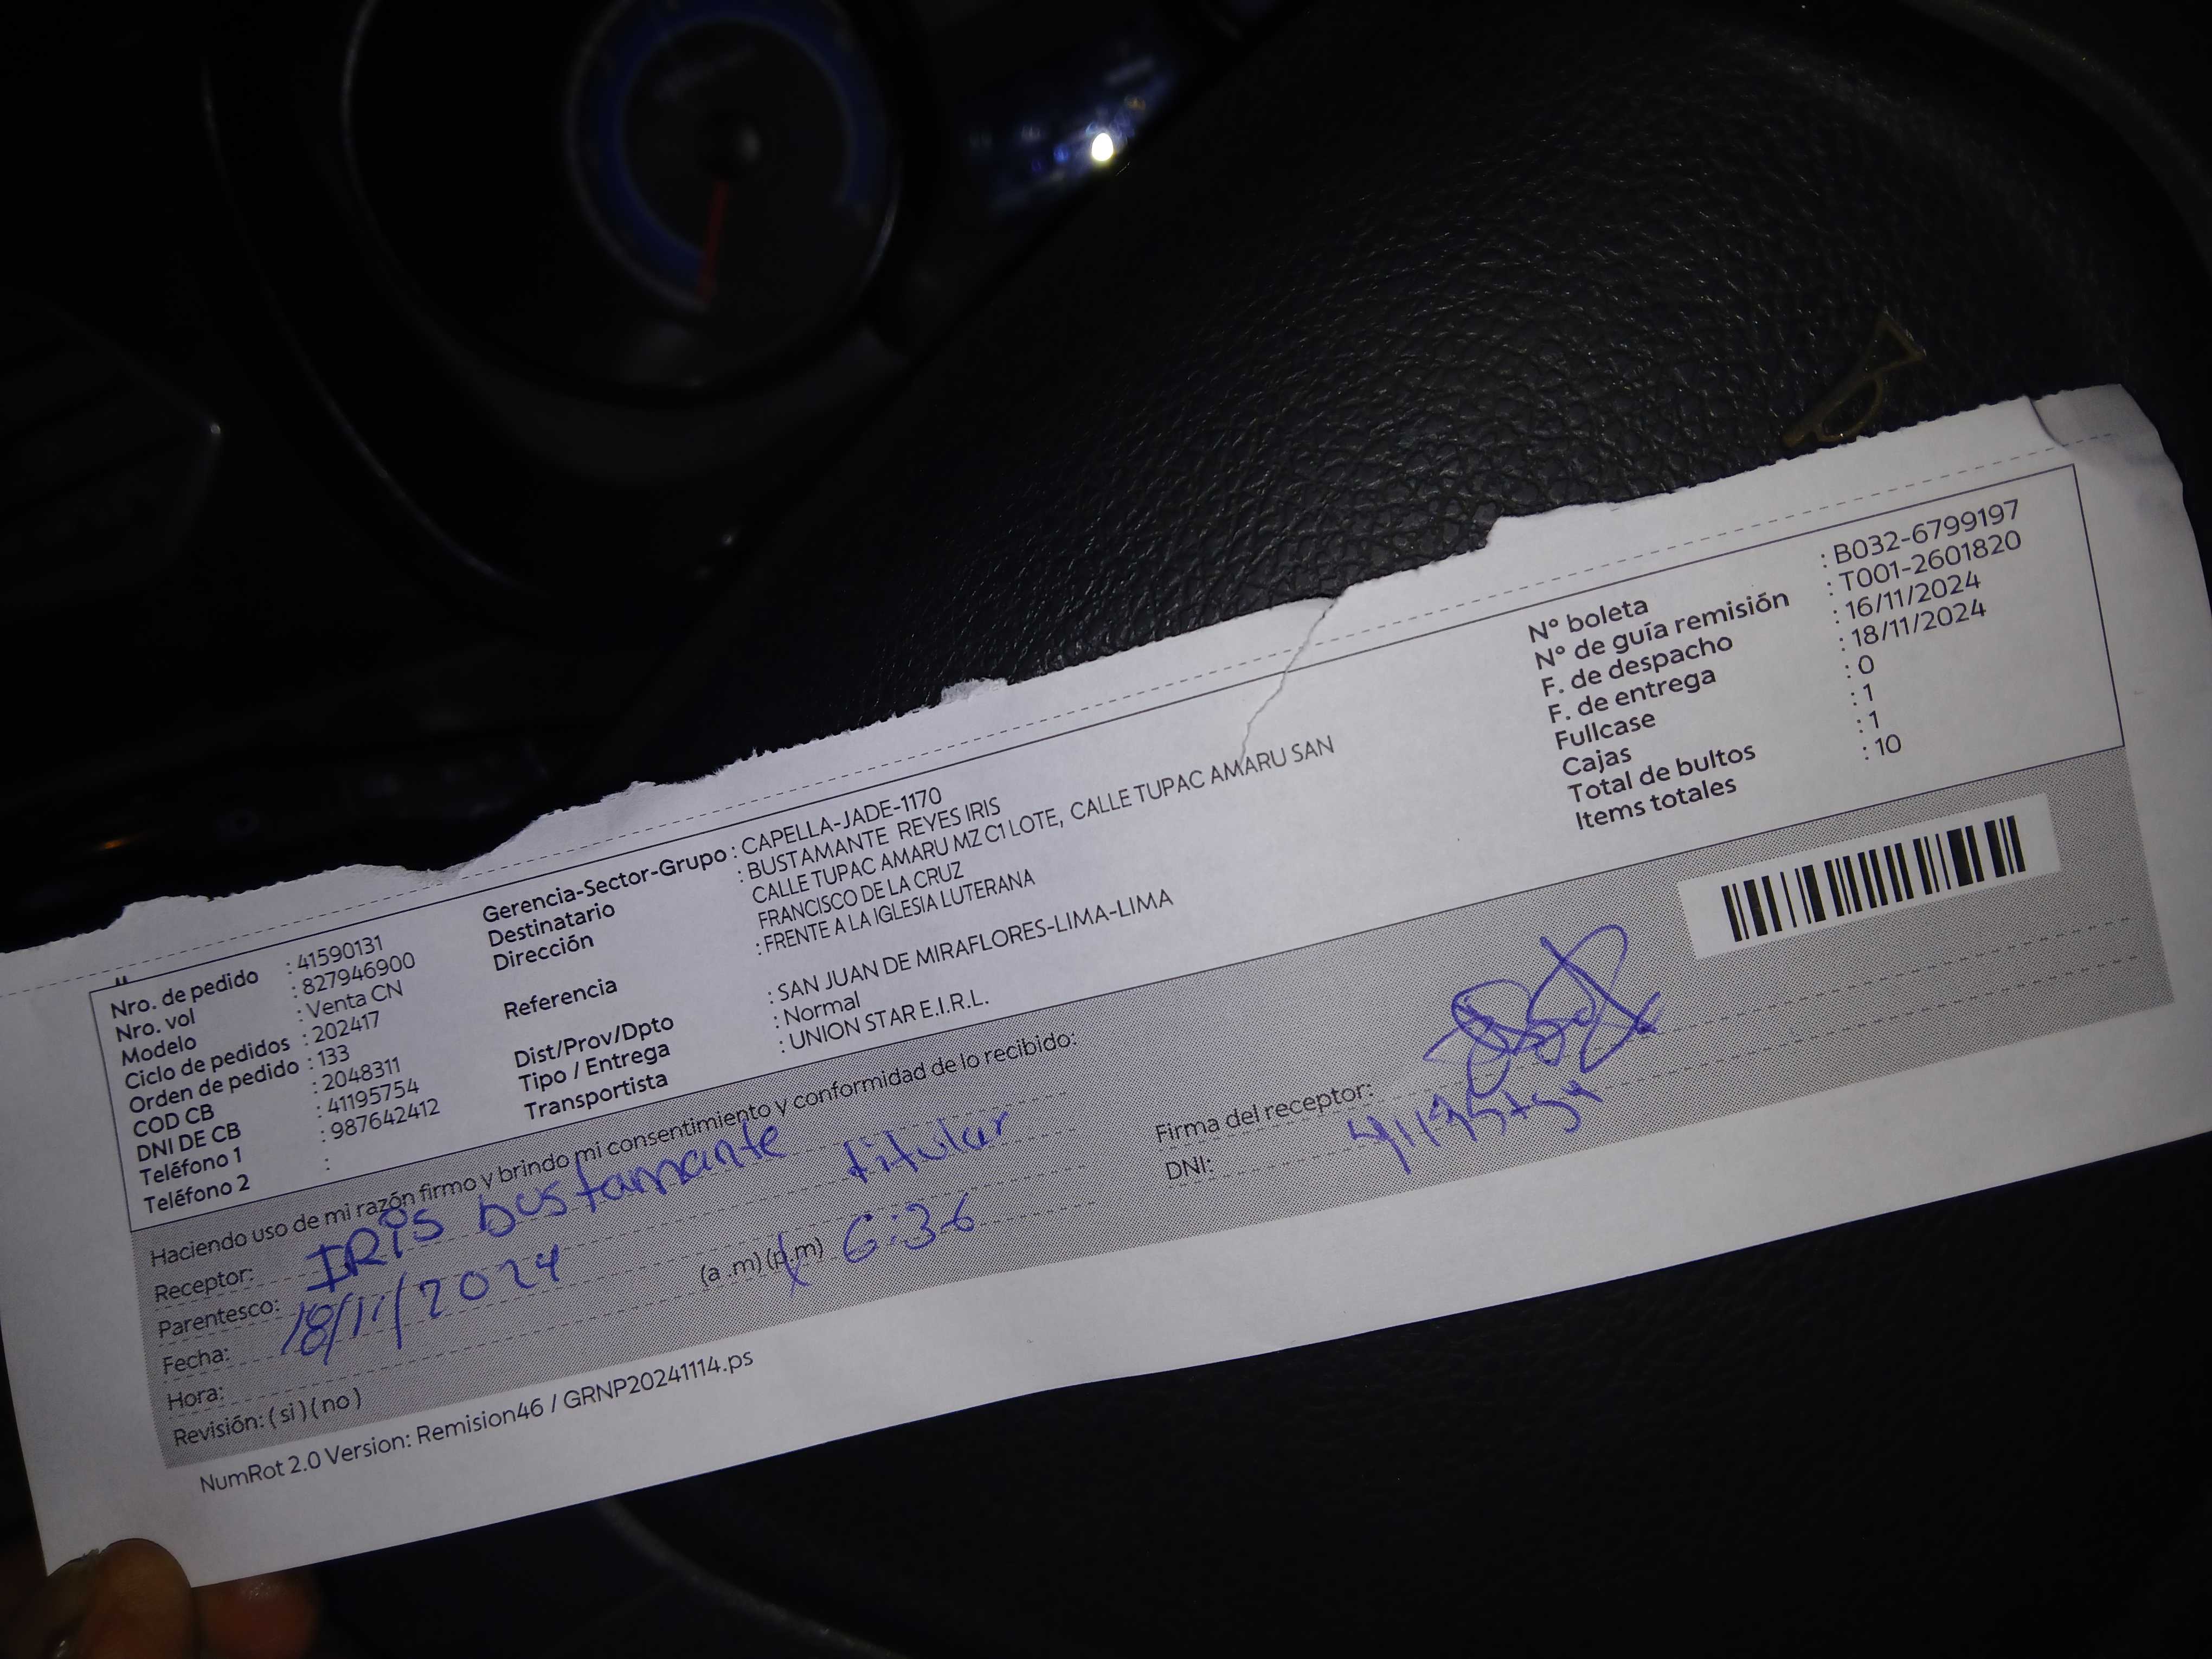 Nro. de pedido : 41590131
Nro. vol : 827946900
Modelo : Venta CN
Ciclo de pedidos : 202417
Orden de pedido : 133
COD CB : 2048311
DNI DE CB : 41195754
Teléfono 1 : 987642412
Teléfono 2 :
Gerencia-Sector-Grupo : CAPELLA-JADE-1170
Destinatario : BUSTAMANTE REYES IRIS
Dirección CALLE TUPAC AMARU MZ C1 LOTE, CALLE TUPAC AMARU SAN
FRANCISCO DE LA CRUZ
Referencia : FRENTE A LA IGLESIA LUTERANA
Dist/Prov/Dpto : SAN JUAN DE MIRAFLORES-LIMA-LIMA
Tipo / Entrega : Normal
Transportista : UNION STAR E.I.R.L.
N° boleta : B032-6799197
N° de guía remisión : T001-2601820
F. de despacho : 16/11/2024
F. de entrega : 18/11/2024
Fullcase : 0
Cajas : 1
Total de bultos : 1
Items totales : 10
Haciendo uso de mi razón firmo y brindo mi consentimiento y conformidad de lo recibido:
Receptor: IRIS bustamante
Parentesco: titular
Fecha: 18/11/2024
Hora: (a .m) (p.m) 6:36
Revisión: ( si ) ( no )
Firma del receptor:
DNI: 41195754
NumRot 2.0 Version: Remision46 / GRNP20241114.ps